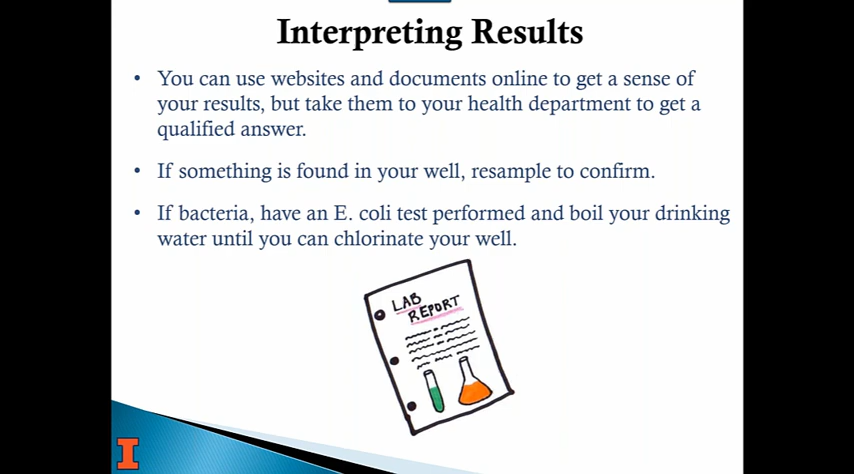 Interpreting Results
• You can use websites and documents online to get a sense of
your results, but take them to your health department to get a
qualified answer.
• If something is found in your well, resample to confirm.
• If bacteria, have an E. coli test performed and boil your drinking
water until you can chlorinate your well.
LAB
REPORT
I